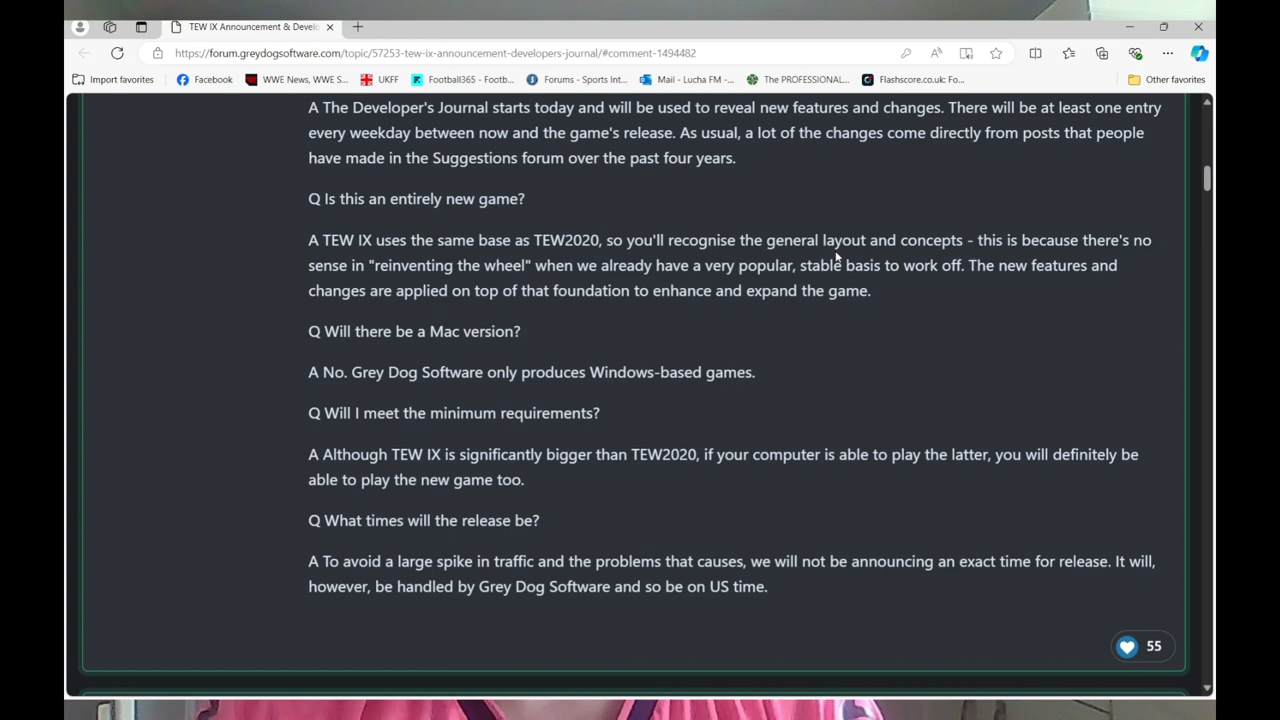 TEW IX Announcement & Develo
https://forum.greydogsoftware.com/topic/57253-tew-ix-announcement-developers-journal/#comment-1494482
Import favorites
Facebook
WWE News, WWE S...
UKFF
Football365 - Footb...
Forums - Sports Int...
Mail - Lucha FM -...
The PROFESSIONAL...
Flashscore.co.uk: Fo...
Other favorites
A The Developer's Journal starts today and will be used to reveal new features and changes. There will be at least one entry
every weekday between now and the game's release. As usual, a lot of the changes come directly from posts that people
have made in the Suggestions forum over the past four years.
Q Is this an entirely new game?
A TEW IX uses the same base as TEW2020, so you'll recognise the general layout and concepts - this is because there's no
sense in "reinventing the wheel" when we already have a very popular, stable basis to work off. The new features and
changes are applied on top of that foundation to enhance and expand the game.
Q Will there be a Mac version?
A No. Grey Dog Software only produces Windows-based games.
Q Will I meet the minimum requirements?
A Although TEW IX is significantly bigger than TEW2020, if your computer is able to play the latter, you will definitely be
able to play the new game too.
Q What times will the release be?
A To avoid a large spike in traffic and the problems that causes, we will not be announcing an exact time for release. It will,
however, be handled by Grey Dog Software and so be on US time.
55